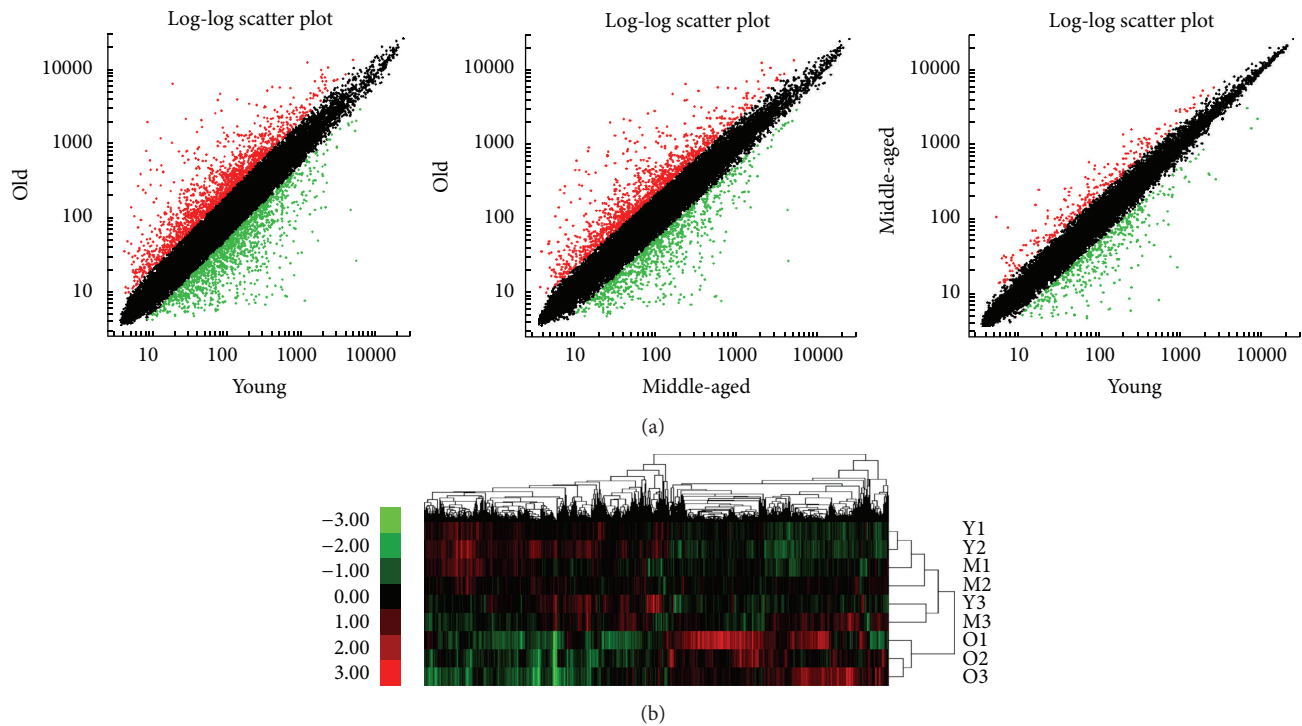 Log-log scatter plot
10000
1000
100
10
Old
10 100 1000 10000
Young
Log-log scatter plot
10000
1000
100
10
Old
10 100 1000 10000
Middle-aged
Log-log scatter plot
10000
1000
100
10
Middle-aged
10 100 1000 10000
Young
(a)
−3.00
−2.00
−1.00
0.00
1.00
2.00
3.00
Y1
Y2
M1
M2
Y3
M3
O1
O2
O3
(b)